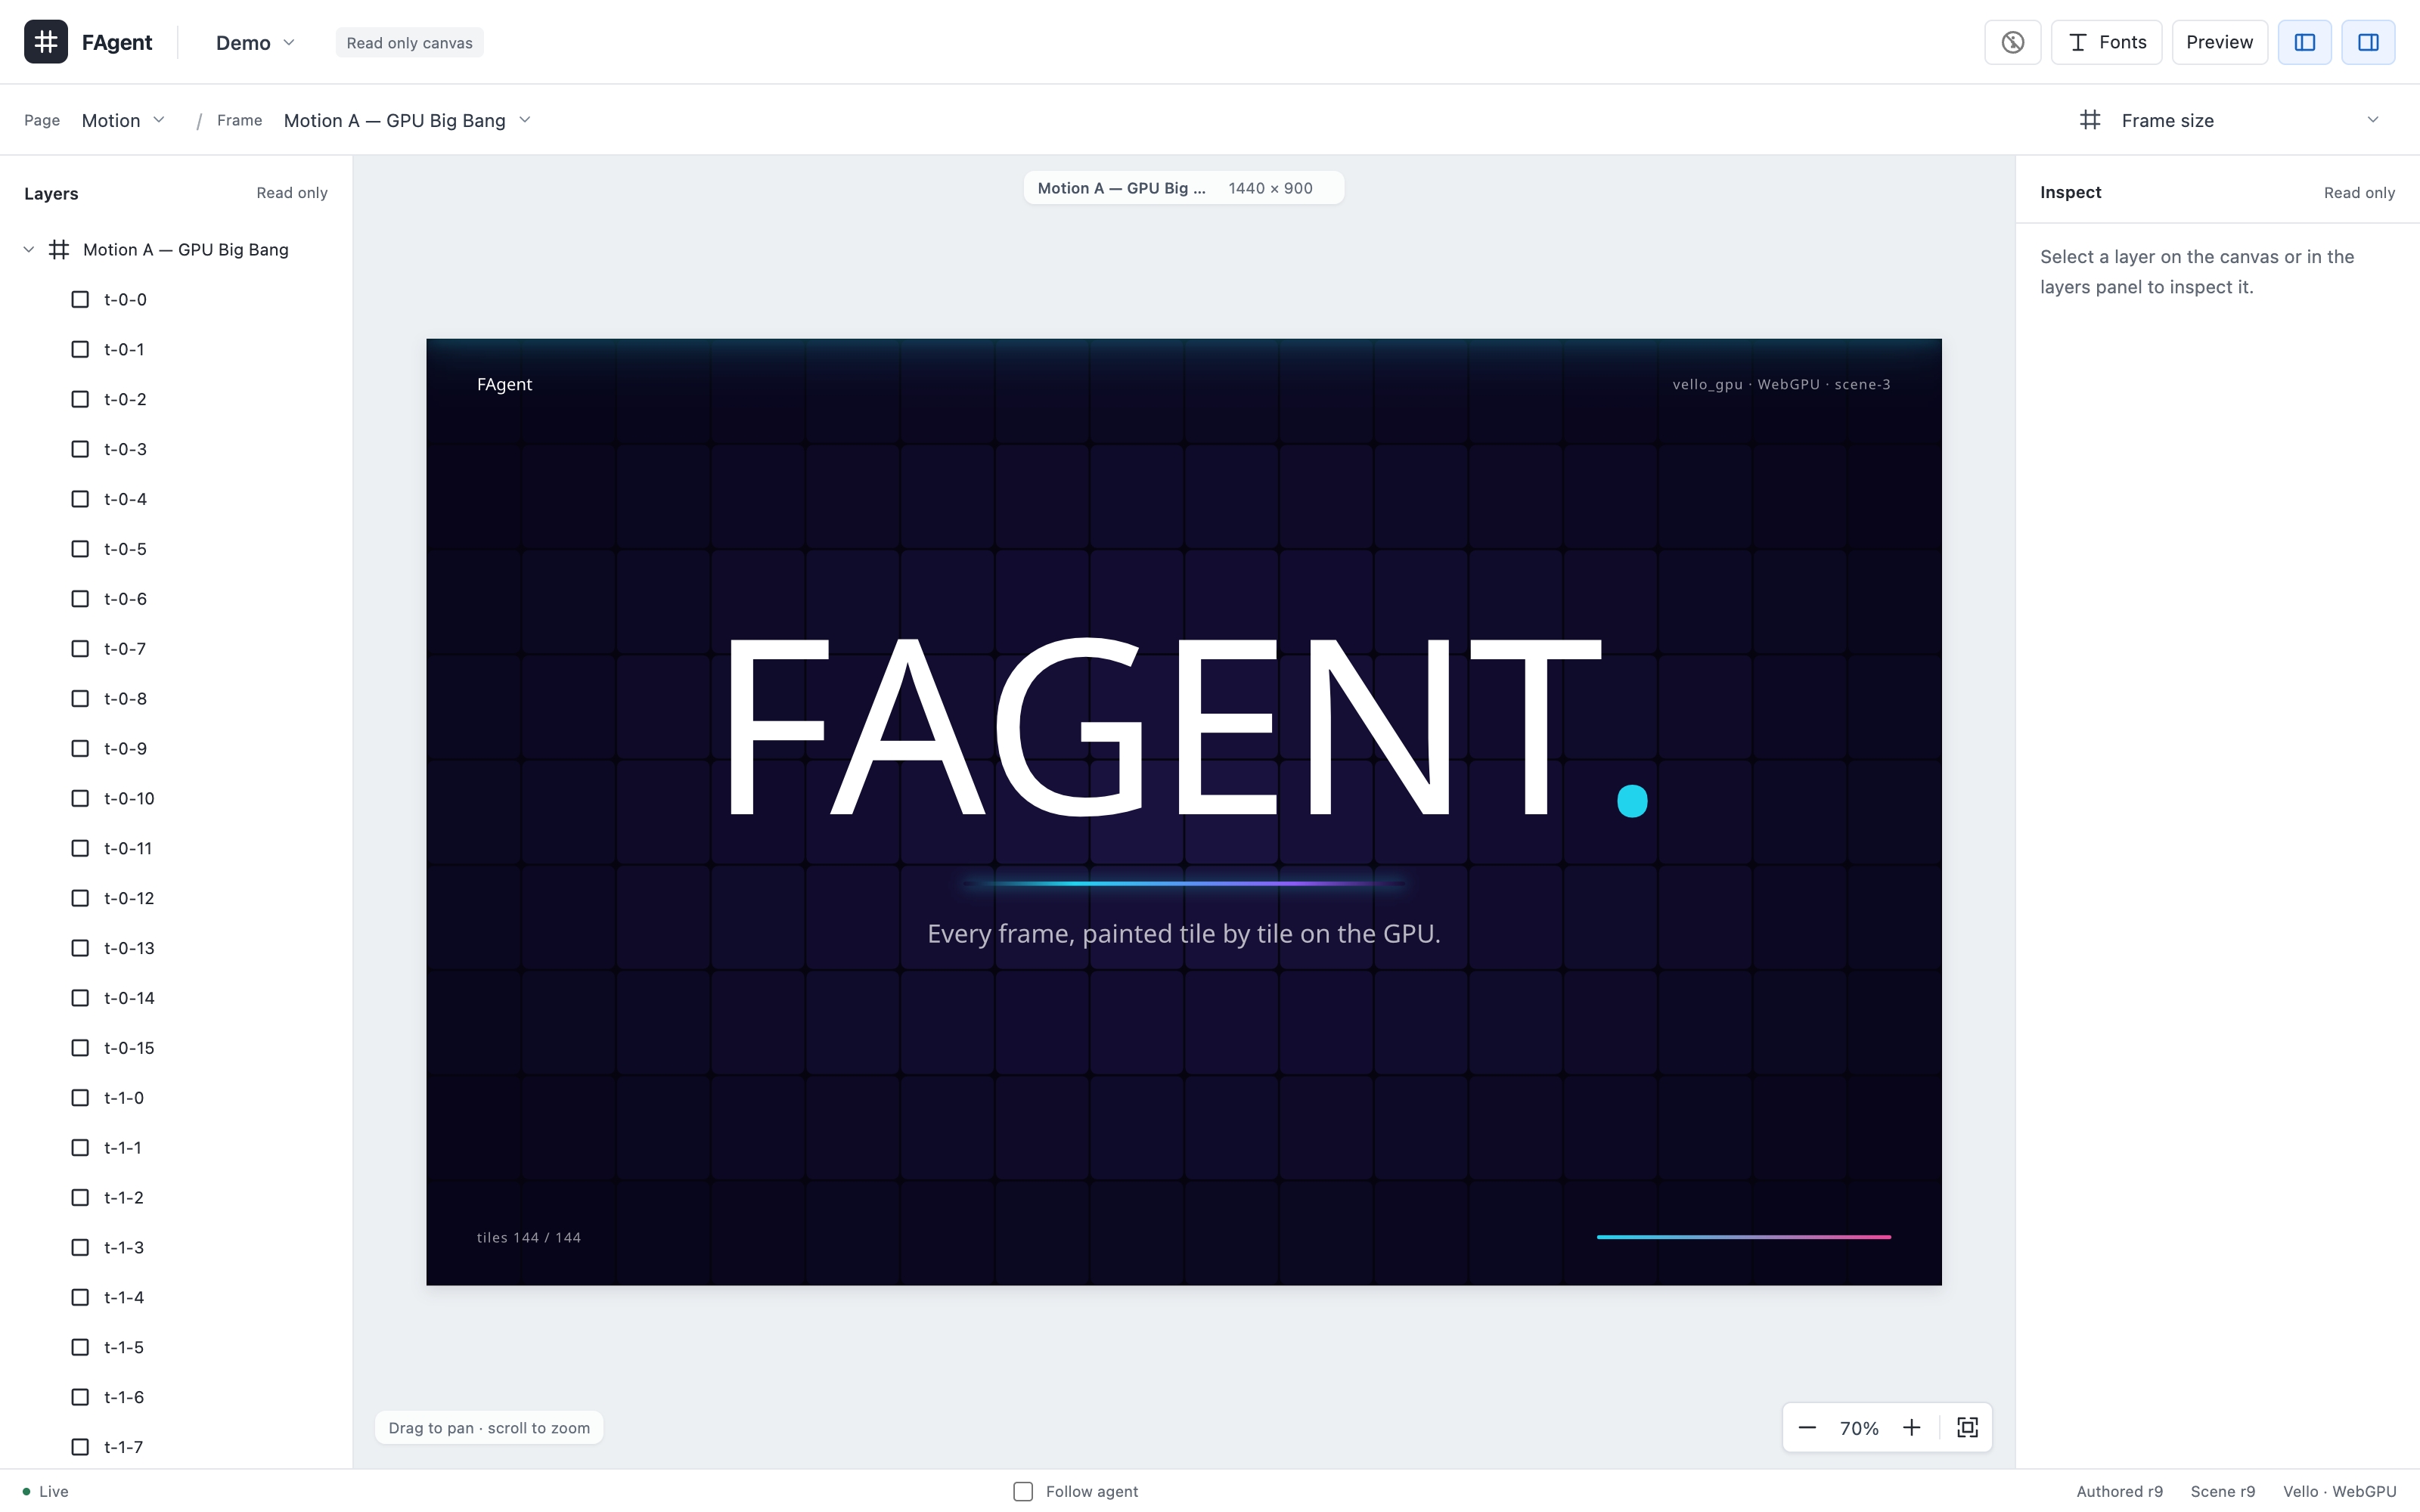 FAgent
Demo
Read only canvas
Fonts
Preview
Page
Motion
/
Frame
Motion A — GPU Big Bang
Frame size
Layers
Read only
Motion A — GPU Big Bang
t-0-0
t-0-1
t-0-2
t-0-3
t-0-4
t-0-5
t-0-6
t-0-7
t-0-8
t-0-9
t-0-10
t-0-11
t-0-12
t-0-13
t-0-14
t-0-15
t-1-0
t-1-1
t-1-2
t-1-3
t-1-4
t-1-5
t-1-6
t-1-7
Motion A — GPU Big ...
1440 × 900
FAgent
vello_gpu · WebGPU · scene-3
FAGENT.
Every frame, painted tile by tile on the GPU.
tiles 144 / 144
Drag to pan · scroll to zoom
70%
Inspect
Read only
Select a layer on the canvas or in the
layers panel to inspect it.
Live
Follow agent
Authored r9
Scene r9
Vello · WebGPU